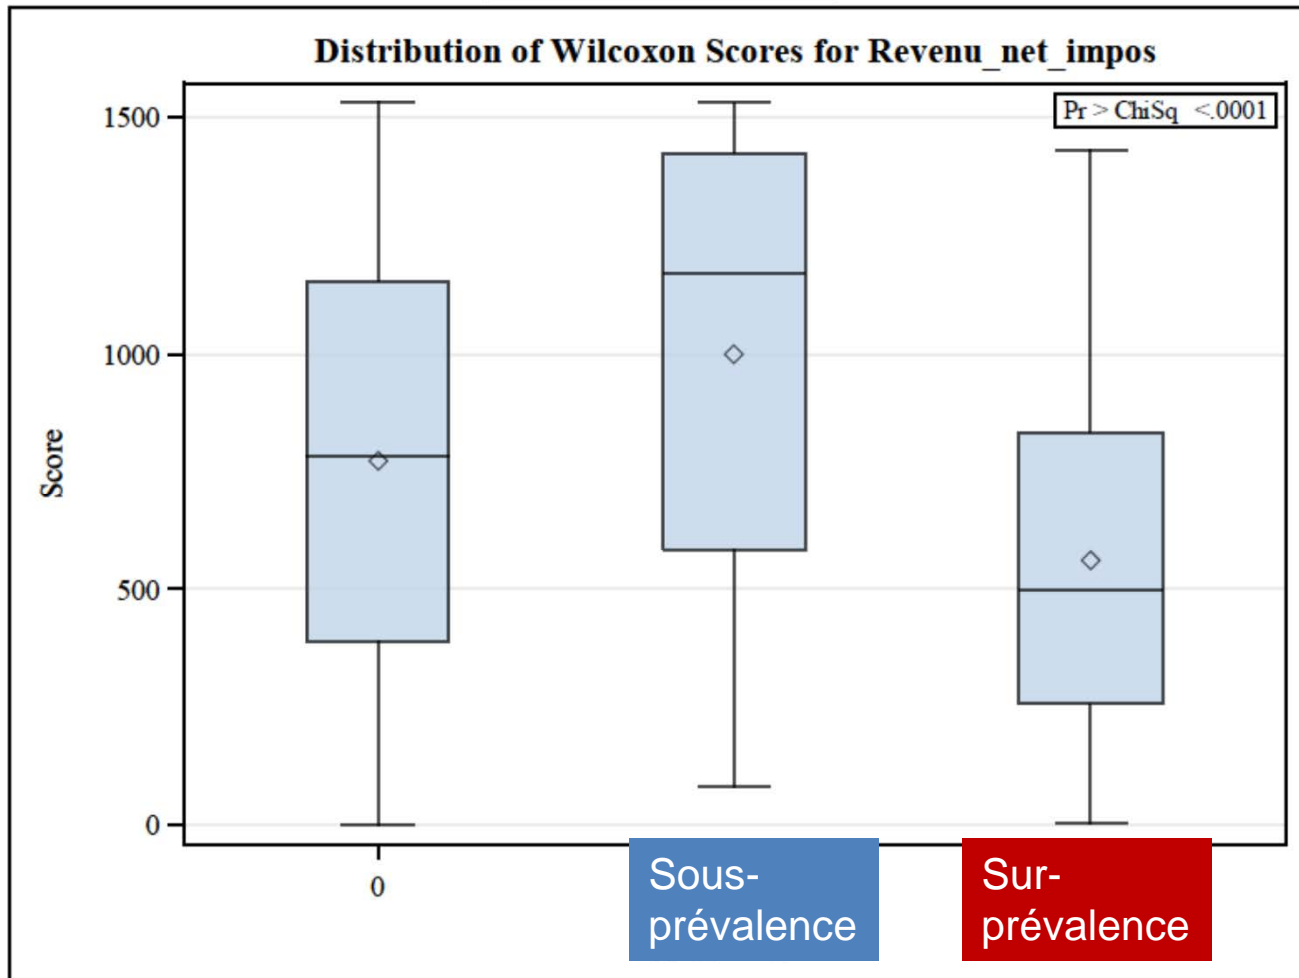 Distribution of Wilcoxon Scores for Revenu_net_impos
Pr > ChiSq <.0001
1500
1000
500
0
Score
0
Sous-
prévalence
Sur-
prévalence